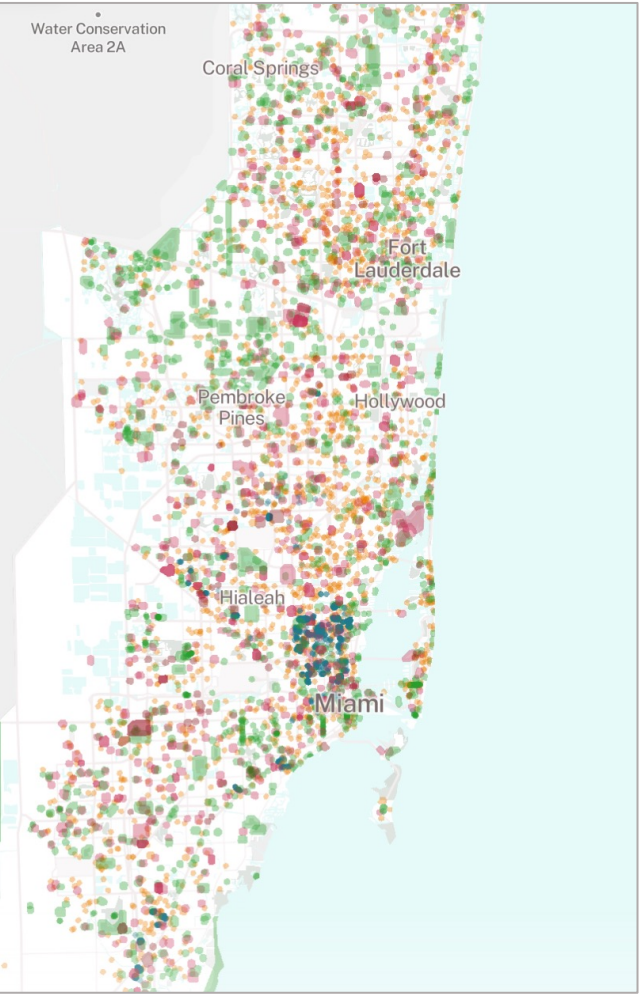 Water Conservation
Area 2A
Coral Springs
Fort
Lauderdale
Pembroke
Pines
Hollywood
Hialeah
Miami